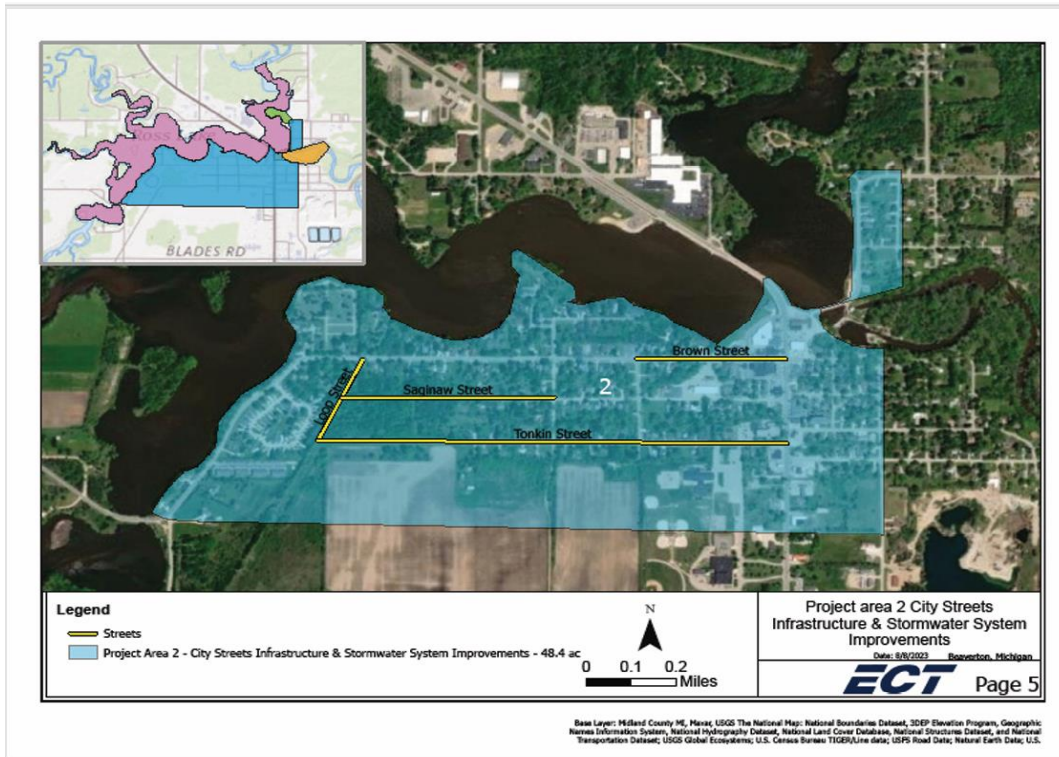 ROSS LAKE
BLADES RD
Brown Street
Saginaw Street
2
Loop Street
Tonkin Street
Legend
Streets
Project Area 2 - City Streets Infrastructure & Stormwater System Improvements - 48.4 ac
N
0 0.1 0.2
Miles
Project area 2 City Streets
Infrastructure & Stormwater System
Improvements
Date: 8/8/2023 Beaverton, Michigan
ECT Page 5
Base Layer: Midland County MI, Maxar, USGS The National Map: National Boundaries Dataset, 3DEP Elevation Program, Geographic
Names Information System, National Hydrography Dataset, National Land Cover Database, National Structures Dataset, and National
Transportation Dataset; USGS Global Ecosystems; U.S. Census Bureau TIGER/Line data; USFS Road Data; Natural Earth Data; U.S.